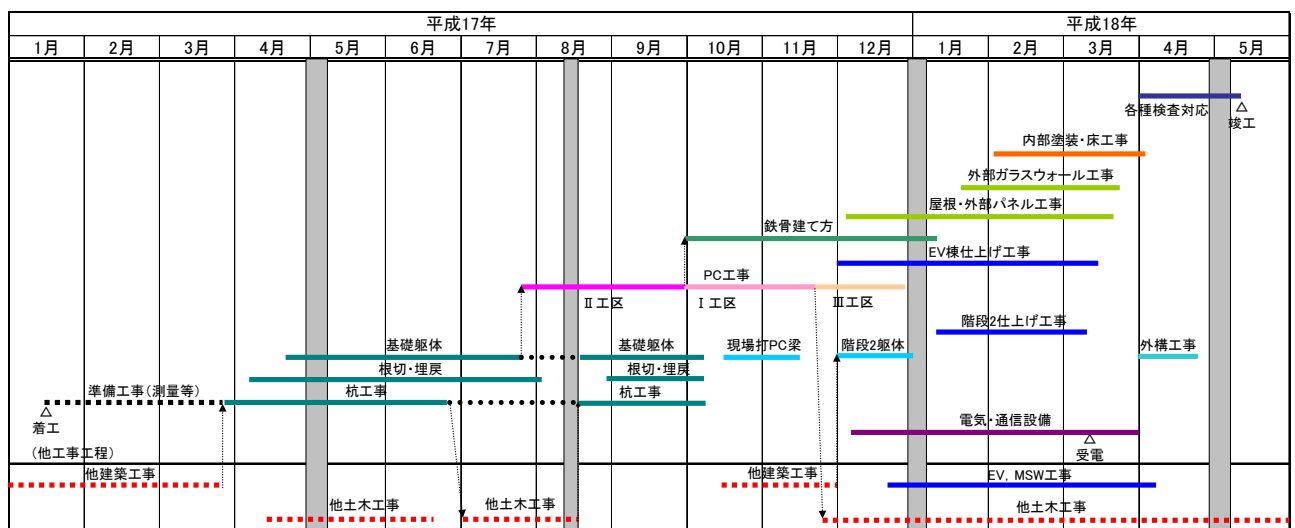 平成17年 平成18年
1月 2月 3月 4月 5月 6月 7月 8月 9月 10月 11月 12月 1月 2月 3月 4月 5月
各種検査対応
△
竣工
内部塗装・床工事
外部ガラスウォール工事
屋根・外部パネル工事
鉄骨建て方
EV棟仕上げ工事
PC工事
Ⅱ工区 Ⅰ工区 Ⅲ工区
階段2仕上げ工事
基礎躯体 基礎躯体 現場打PC梁 階段2躯体 外構工事
根切・埋戻 根切・埋戻
準備工事(測量等) 杭工事 杭工事
△
着工
電気・通信設備
△
受電
(他工事工程)
他建築工事 他建築工事 EV, MSW工事
他土木工事 他土木工事 他土木工事